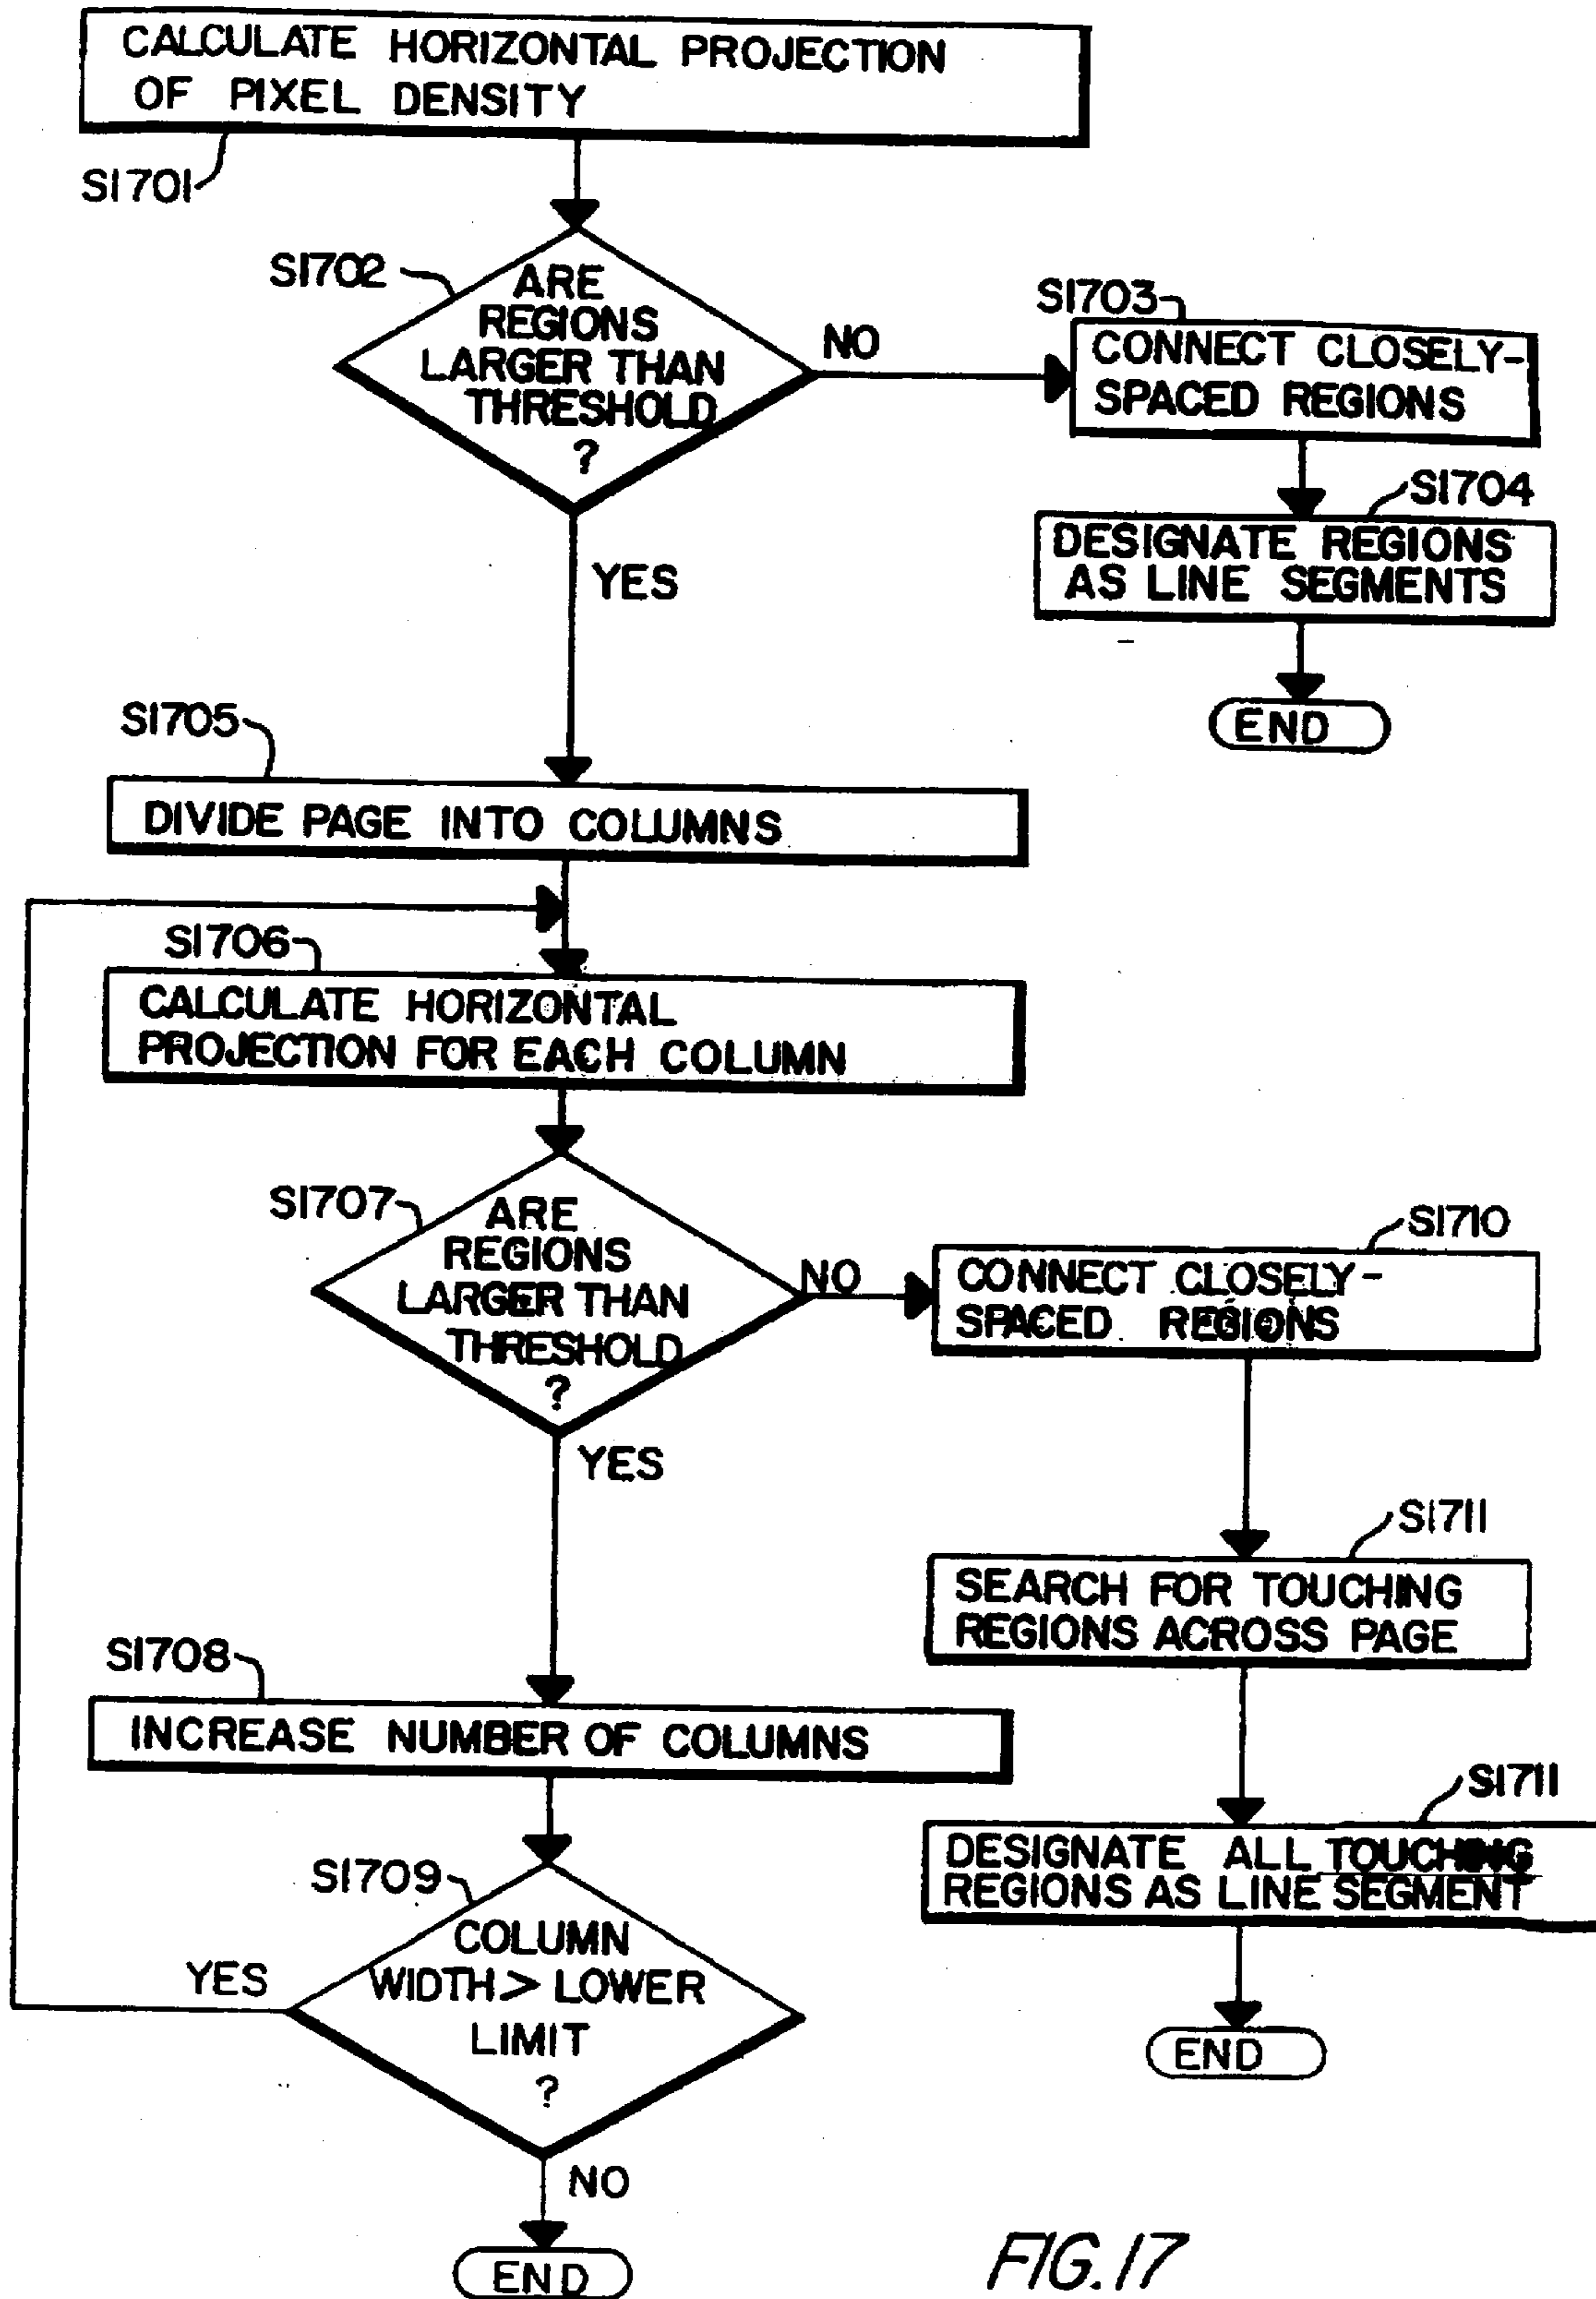 CALCULATE HORIZONTAL PROJECTION
OF PIXEL DENSITY
S1701
S1702
ARE
REGIONS
LARGER THAN
THRESHOLD
?
NO
S1703
CONNECT CLOSELY-
SPACED REGIONS
S1704
DESIGNATE REGIONS
AS LINE SEGMENTS
END
YES
S1705
DIVIDE PAGE INTO COLUMNS
S1706
CALCULATE HORIZONTAL
PROJECTION FOR EACH COLUMN
S1707
ARE
REGIONS
LARGER THAN
THRESHOLD
?
NO
S1710
CONNECT CLOSELY-
SPACED REGIONS
YES
S1711
SEARCH FOR TOUCHING
REGIONS ACROSS PAGE
S1708
INCREASE NUMBER OF COLUMNS
S1711
DESIGNATE ALL TOUCHING
REGIONS AS LINE SEGMENT
END
S1709
COLUMN
WIDTH > LOWER
LIMIT
?
YES
NO
END
FIG. 17